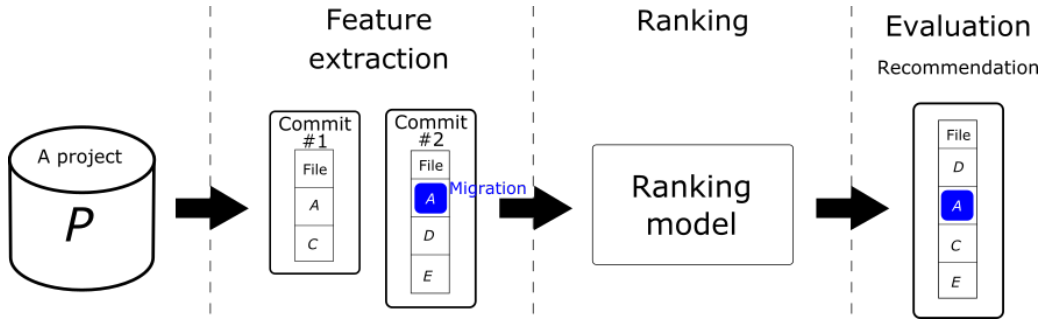 Feature
extraction
Ranking
Evaluation
Recommendation
A project
P
Commit
#1
File
A
C
Commit
#2
File
A
Migration
D
E
Ranking
model
File
D
A
C
E